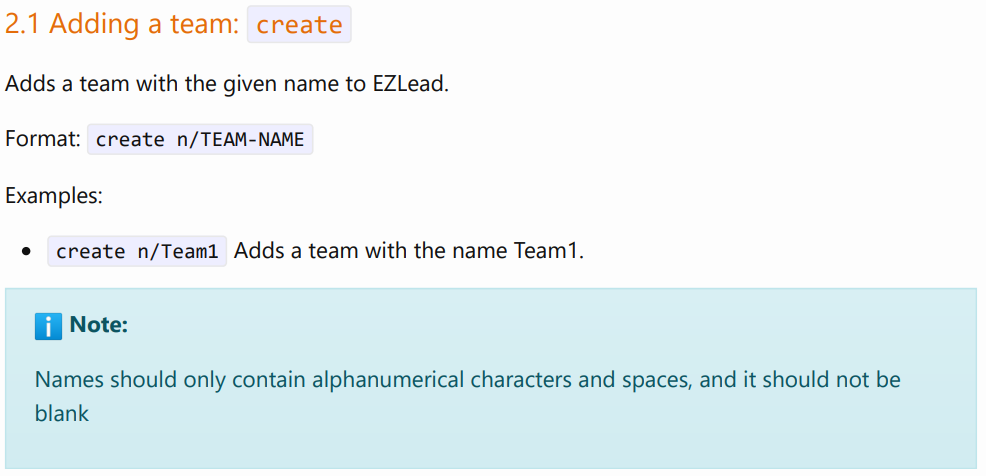 2.1 Adding a team: create
Adds a team with the given name to EZLead.
Format: create n/TEAM-NAME
Examples:
• create n/Team1 Adds a team with the name Team1.
ℹ️ Note:
Names should only contain alphanumerical characters and spaces, and it should not be
blank